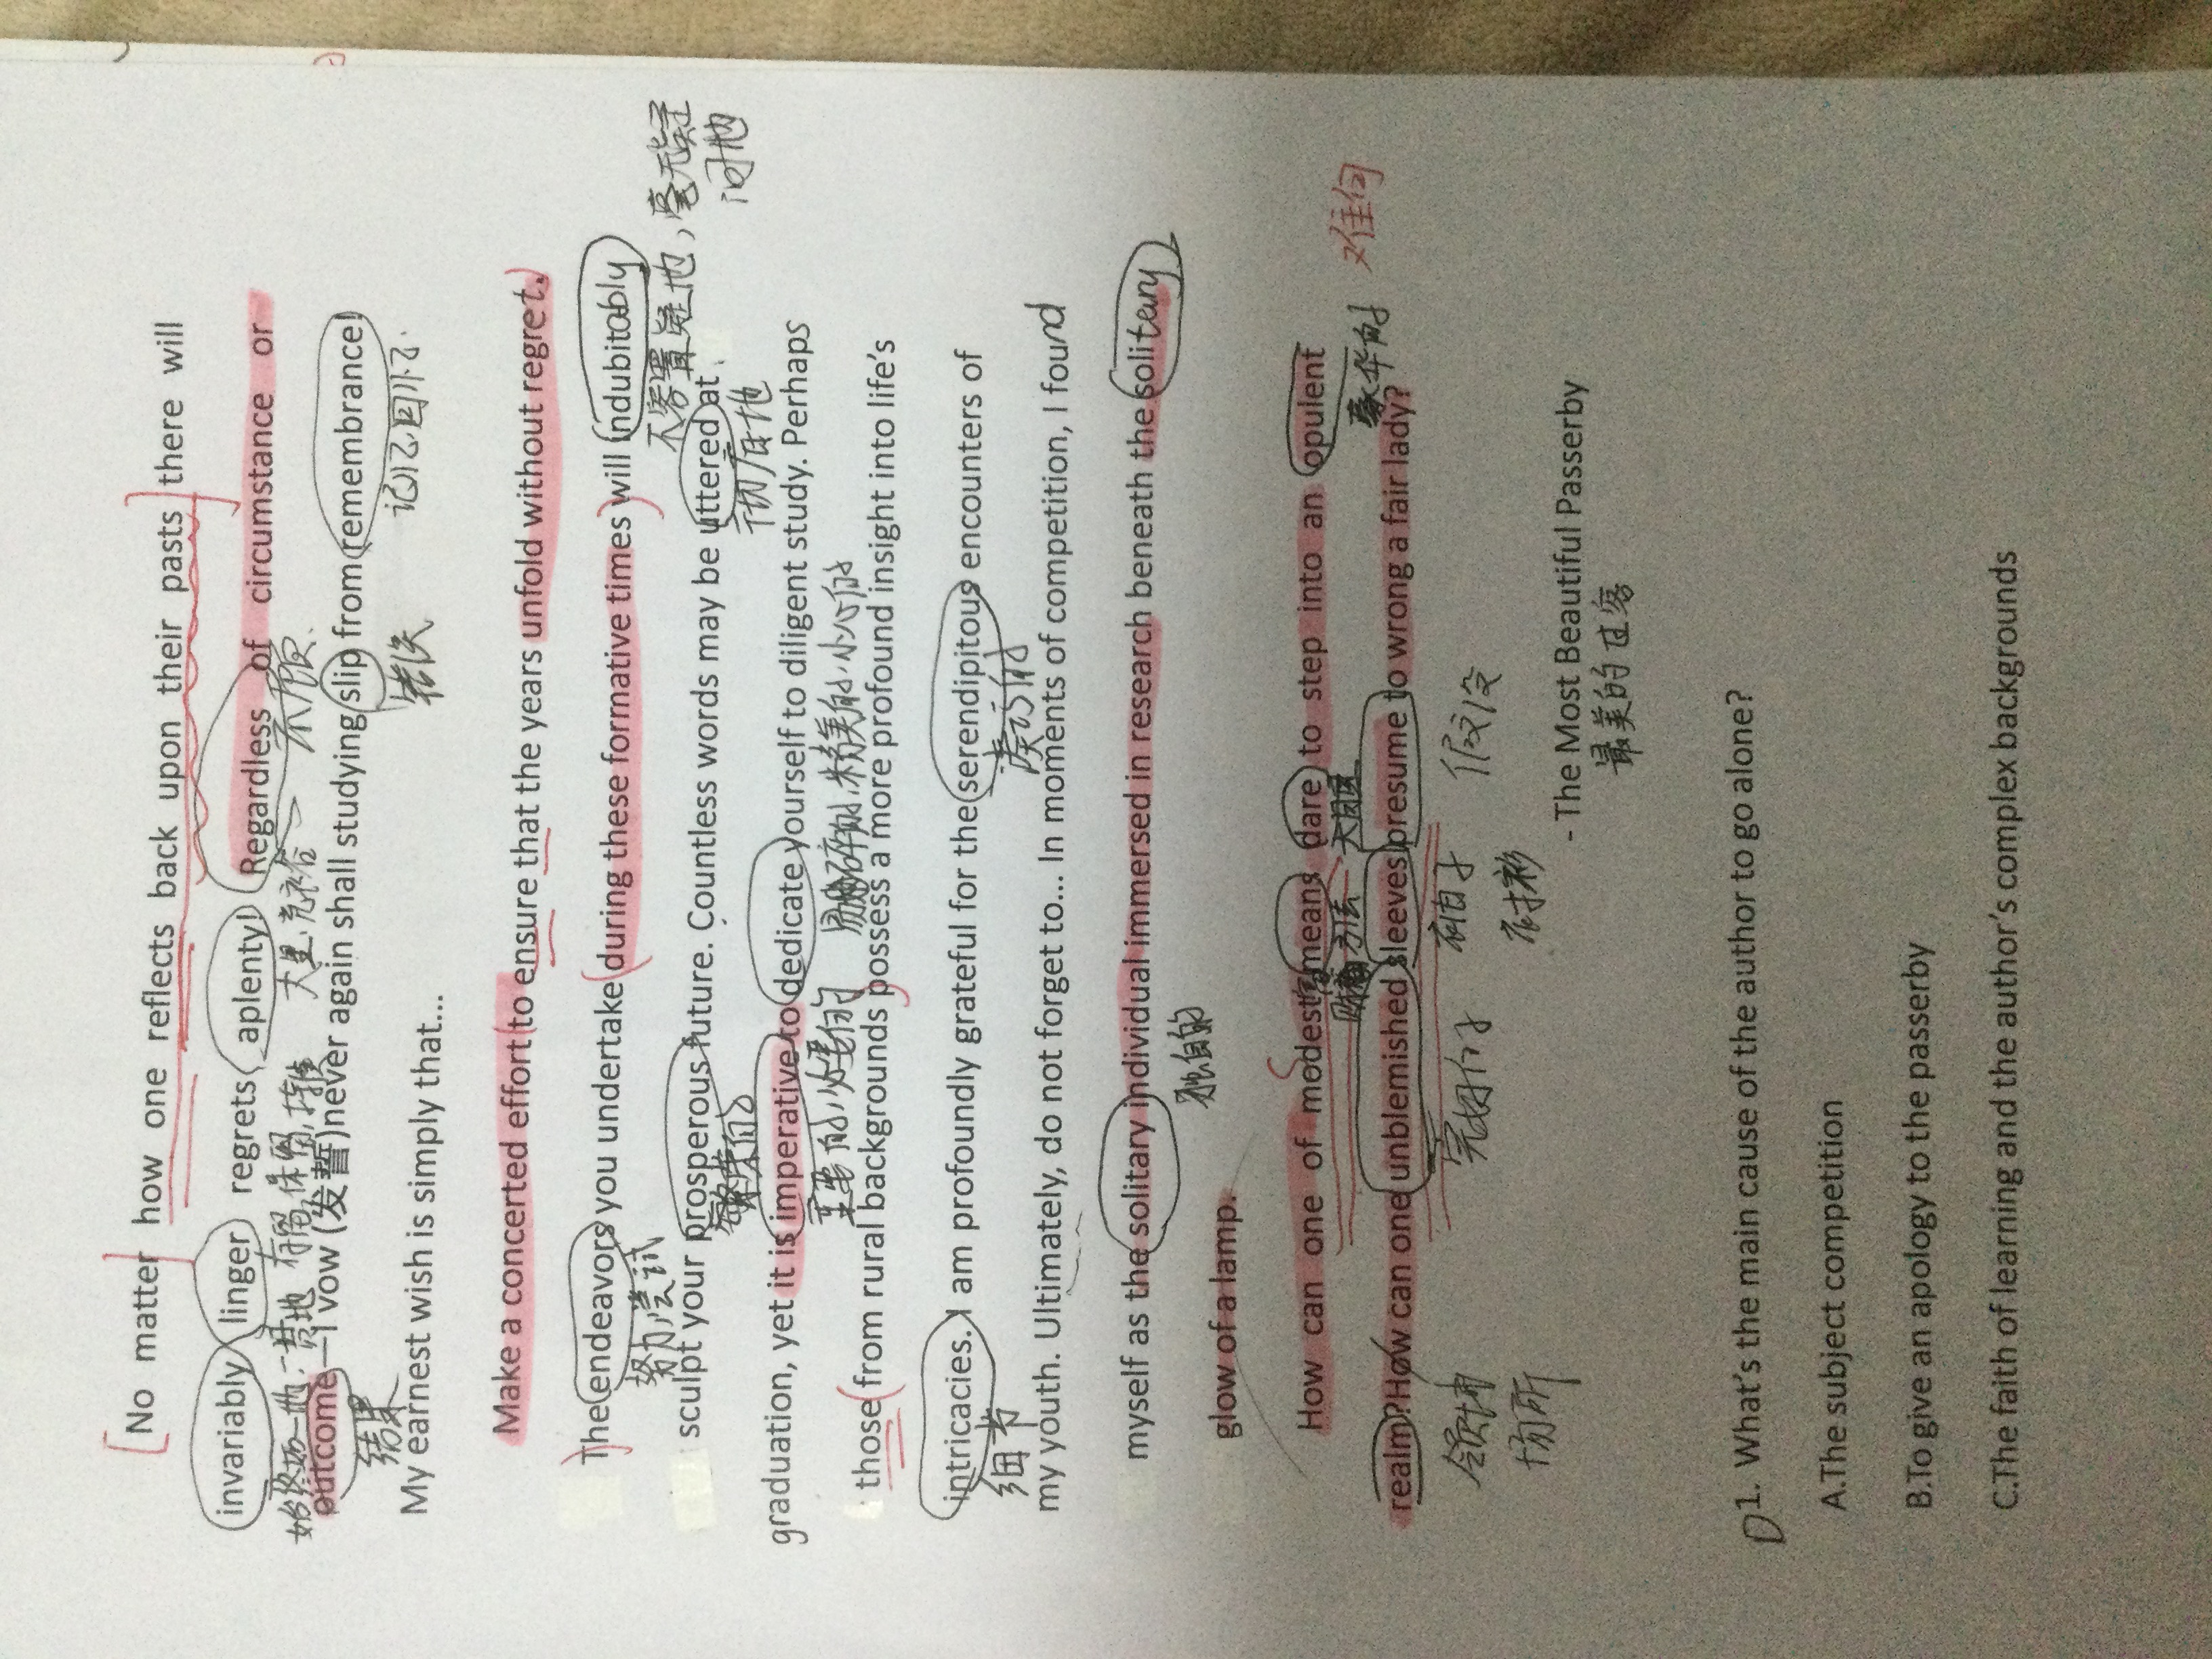 No matter how one reflects back upon their pasts there will
invariably linger regrets aplenty! Regardless of circumstance or
始终如一地, 一贯地 存留,保留,持续 大量,充裕 不顾.
outcome—I vow (发誓)never again shall studying slip from remembrance!
结果 记忆回忆.
My earnest wish is simply that...
Make a concerted effort to ensure that the years unfold without regret.
The endeavors you undertake during these formative times will indubitably
努力,尝试 不容置疑地,毫无疑
sculpt your prosperous future. Countless words may be uttered at
繁荣的 彻底地 问地
graduation, yet it is imperative to dedicate yourself to diligent study. Perhaps
重要的,必要的 易碎的,精美的,小心的
those from rural backgrounds possess a more profound insight into life's
intricacies. I am profoundly grateful for the serendipitous encounters of
细节 凑巧的
my youth. Ultimately, do not forget to... In moments of competition, I found
myself as the solitary individual immersed in research beneath the solitary
独自的
glow of a lamp.
How can one of modest means dare to step into an opulent
财富 方法 大胆 豪华的 难句
realm?How can one unblemished sleeves presume to wrong a fair lady?
领域 完好的 袖子 假设
场所 衬衫
- The Most Beautiful Passerby
最美的过客
D 1. What's the main cause of the author to go alone?
A.The subject competition
B.To give an apology to the passerby
C.The faith of learning and the author's complex backgrounds